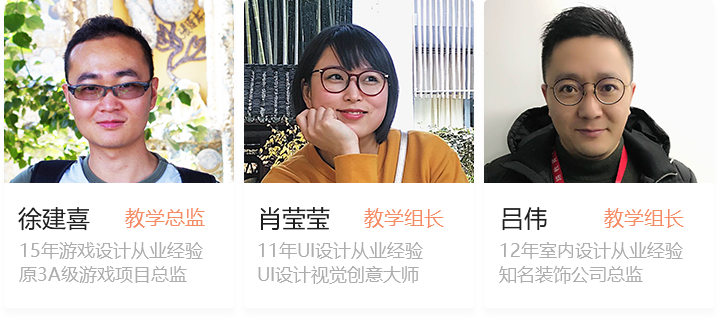 徐建喜 教学总监
15年游戏设计从业经验
原3A级游戏项目总监
肖莹莹 教学组长
11年UI设计从业经验
UI设计视觉创意大师
吕伟 教学组长
12年室内设计从业经验
知名装饰公司总监